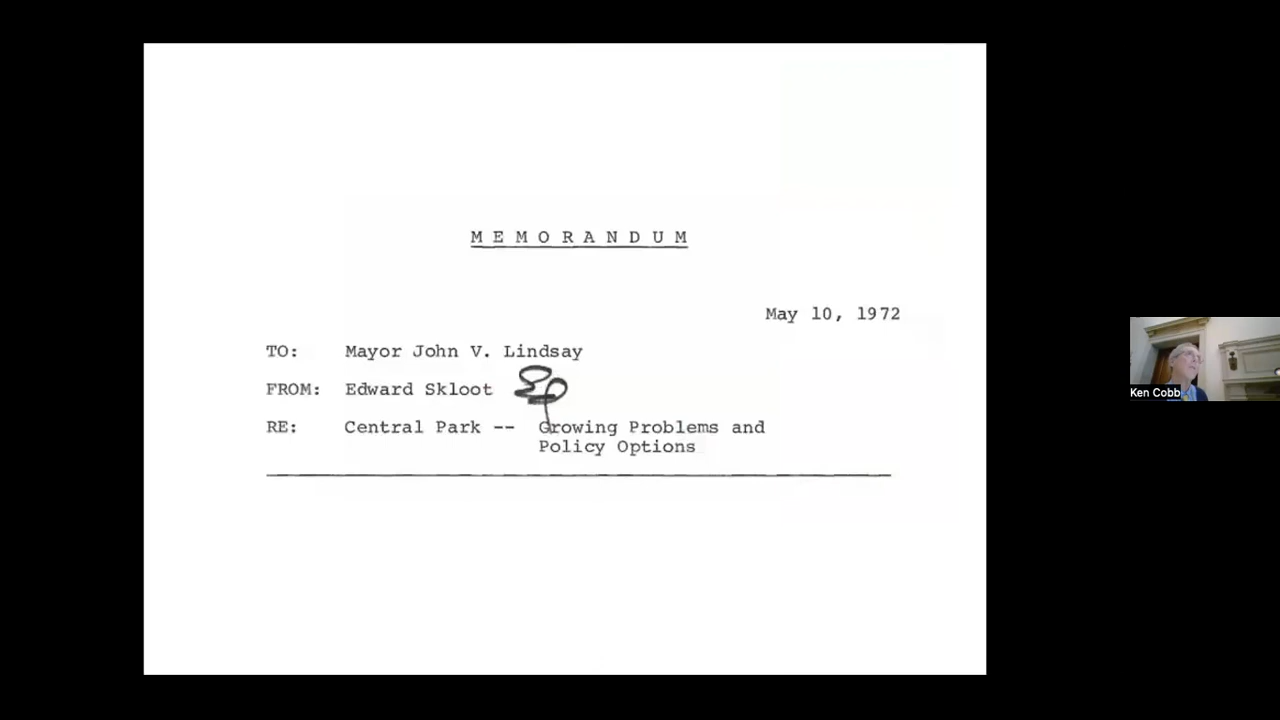 M E M O R A N D U M
May 10, 1972
TO: Mayor John V. Lindsay
FROM: Edward Skloot
RE: Central Park -- Growing Problems and
Policy Options
Ken Cobb